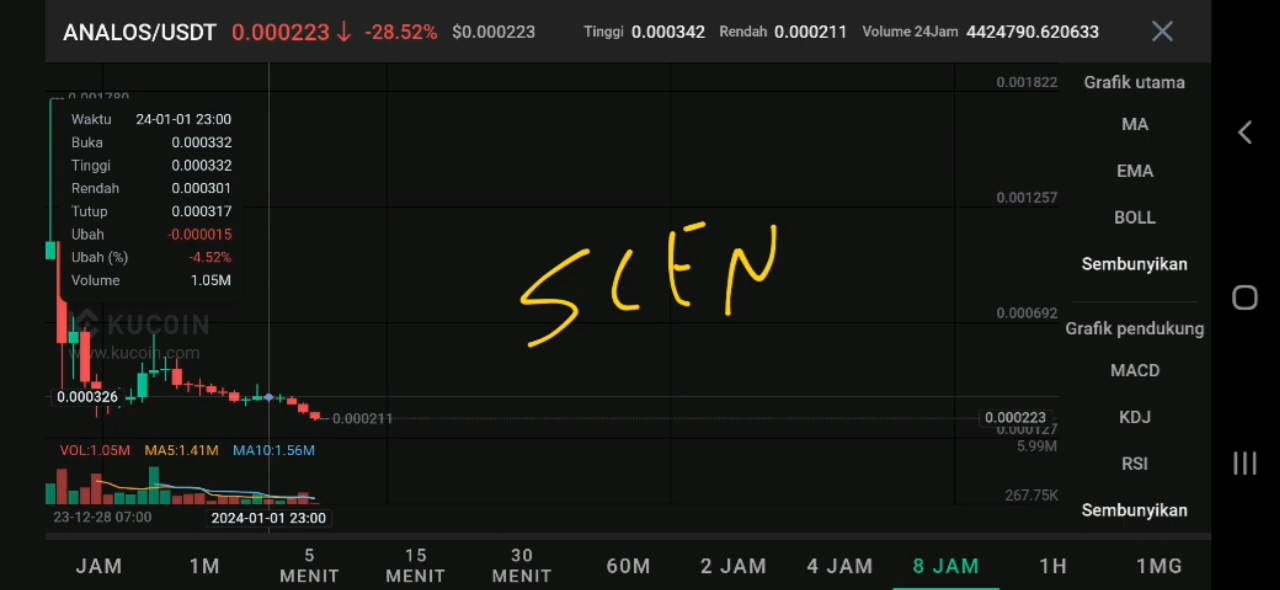 ANALOS/USDT 0.000223 ↓ -28.52% $0.000223 Tinggi 0.000342 Rendah 0.000211 Volume 24Jam 4424790.620633
0.001780
0.001822
Waktu 24-01-01 23:00
Buka 0.000332
Tinggi 0.000332
Rendah 0.000301
Tutup 0.000317
Ubah -0.000015
Ubah (%) -4.52%
Volume 1.05M
KUCOIN
www.kucoin.com
SCEN
0.001257
0.000692
0.000326
0.000211
0.000223
0.000127
VOL:1.05M MA5:1.41M MA10:1.56M
5.99M
267.75K
23-12-28 07:00 2024-01-01 23:00
Grafik utama
MA
EMA
BOLL
Sembunyikan
Grafik pendukung
MACD
KDJ
RSI
Sembunyikan
JAM 1M 5 MENIT 15 MENIT 30 MENIT 60M 2 JAM 4 JAM 8 JAM 1H 1MG